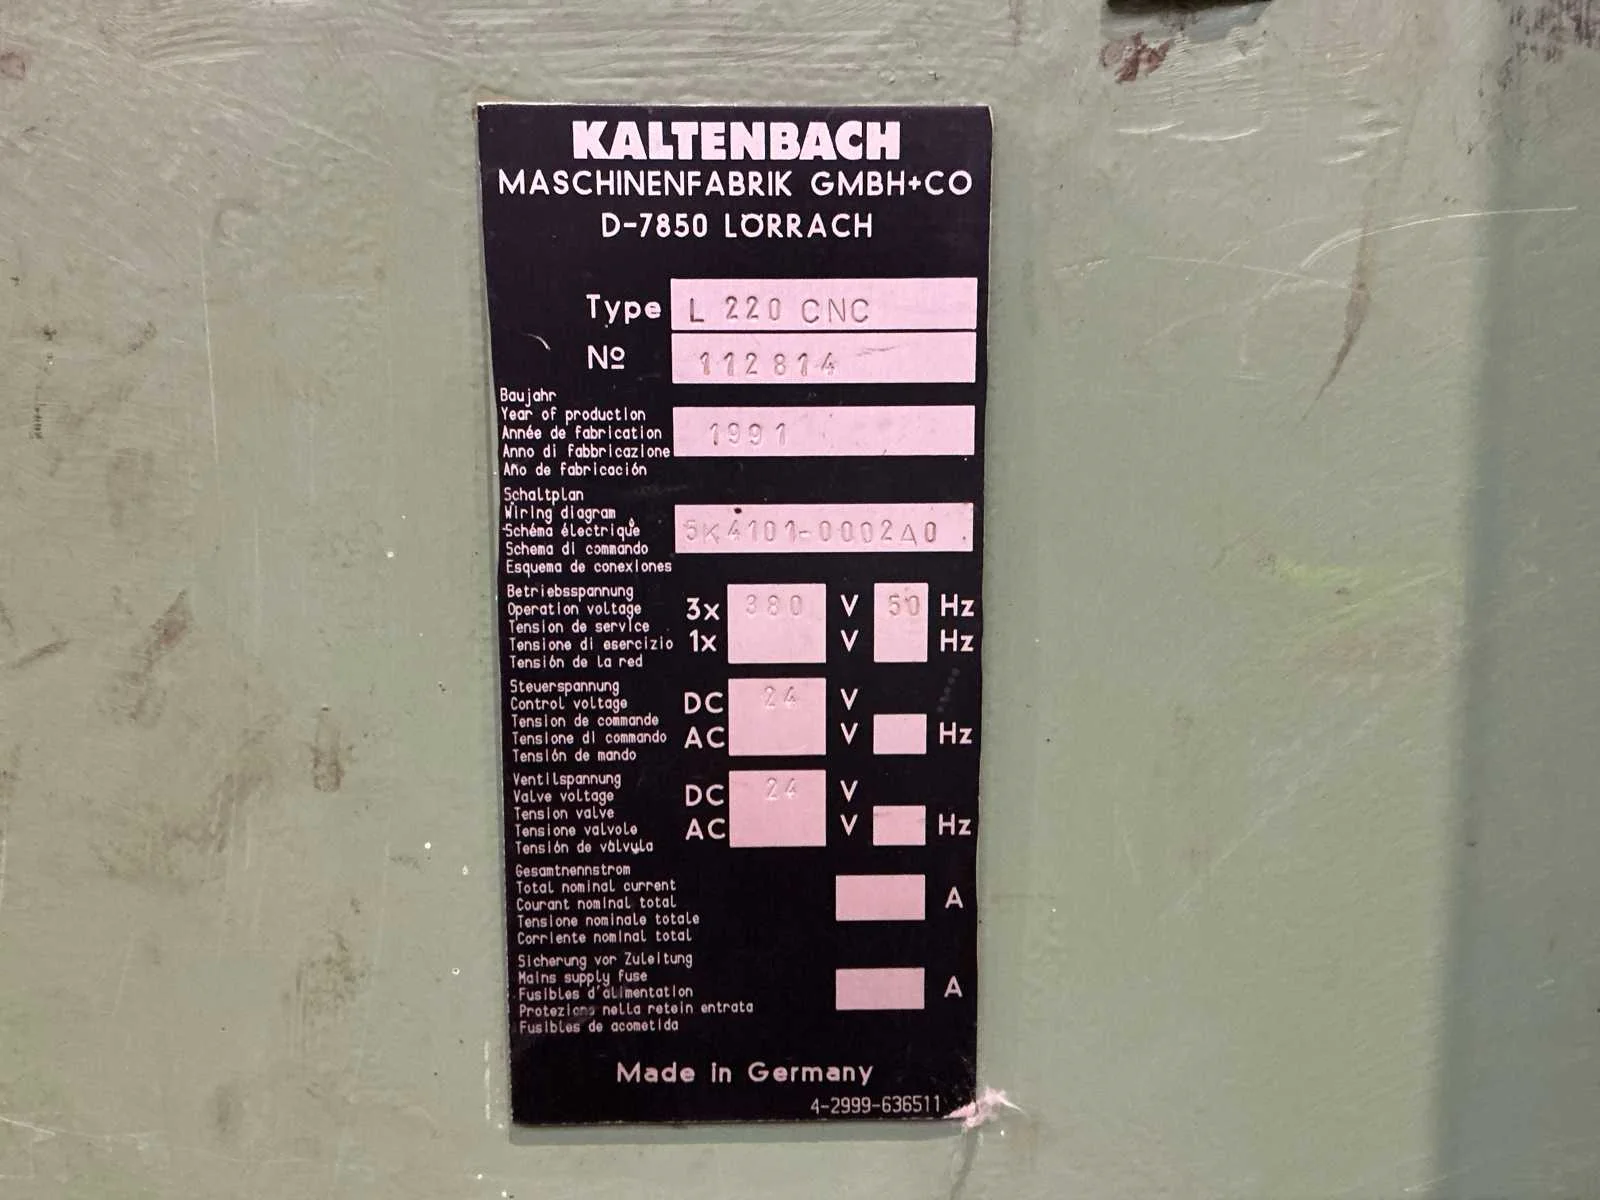 KALTENBACH
MASCHINENFABRIK GMBH+CO
D-7850 LÖRRACH
Type L 220 CNC
Nº 112814
Baujahr
Year of production
Année de fabrication
Anno di fabbricazione
Año de fabricación
1991
Schaltplan
Wiring diagram
Schéma électrique
Schema di commando
Esquema de conexiones
5K4101-0002A0
Betriebsspannung
Operation voltage
Tension de service
Tensione di esercizio
Tensión de la red
3x 380 V 50 Hz
1x V Hz
Steuerspannung
Control voltage
Tension de commande
Tensione di commando
Tensión de mando
DC 24 V
AC V Hz
Ventilspannung
Valve voltage
Tension valve
Tensione valvole
Tensión de válvula
DC 24 V
AC V Hz
Gesamtnennstrom
Total nominal current
Courant nominal total
Tensione nominale totale
Corriente nominal total
A
Sicherung vor Zuleitung
Mains supply fuse
Fusibles d'alimentation
Protezione nella retein entrata
Fusibles de acometida
A
Made in Germany
4-2999-636511